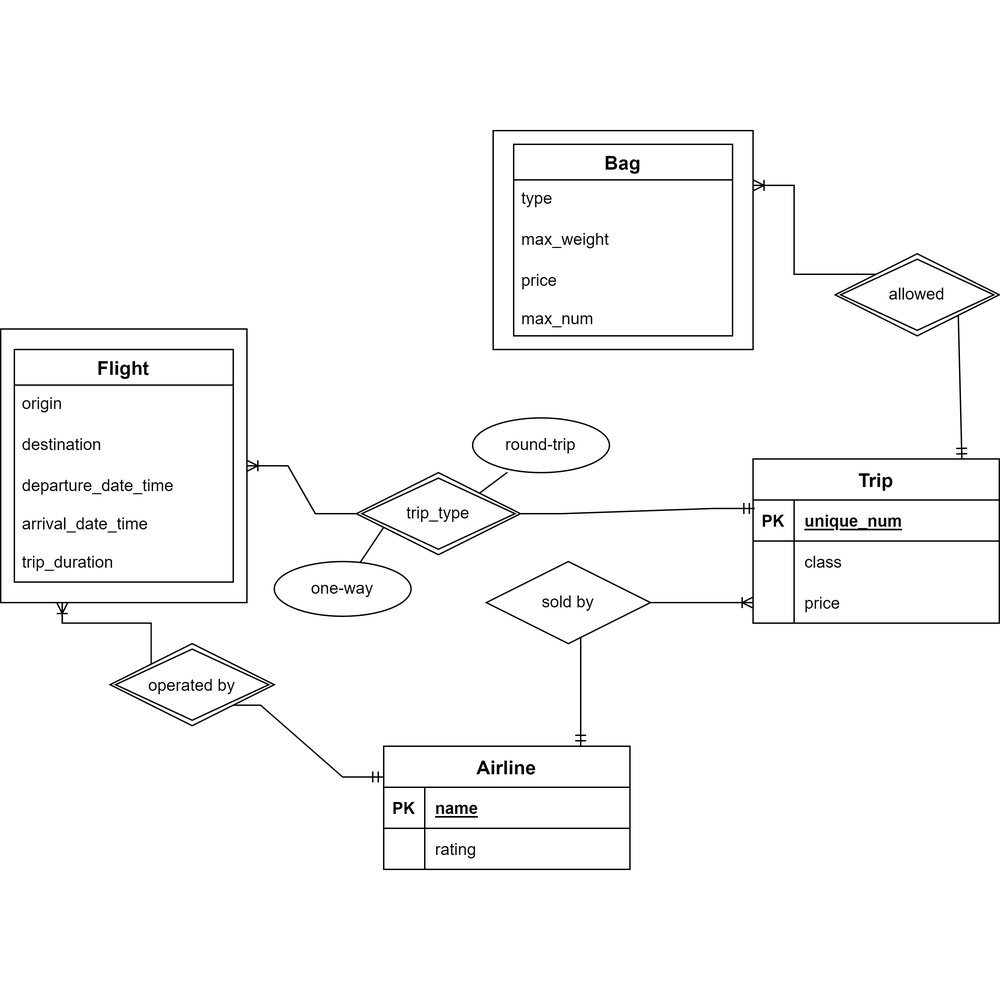 Bag
type
max_weight
price
max_num
allowed
Flight
origin
destination
departure_date_time
arrival_date_time
trip_duration
round-trip
trip_type
one-way
Trip
PK unique_num
class
price
sold by
operated by
Airline
PK name
rating